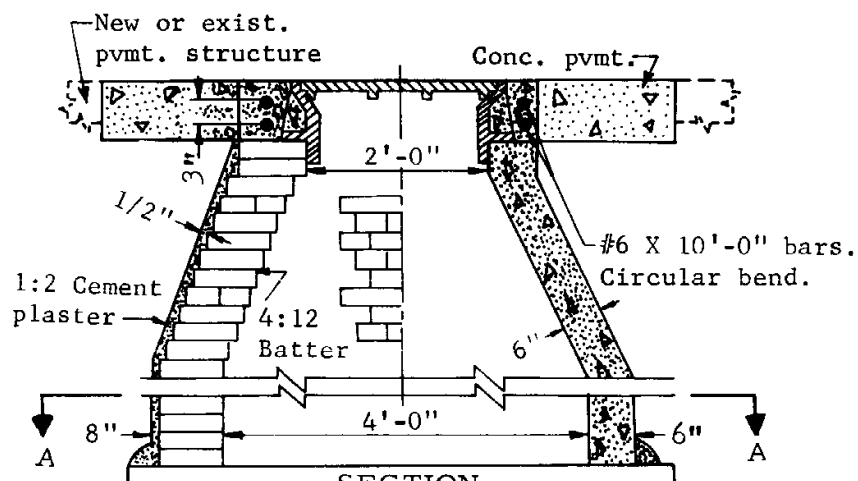 New or exist.
pvmt. structure
Conc. pvmt.
3"
2'-0"
1/2"
#6 X 10'-0" bars.
Circular bend.
1:2 Cement
plaster
4:12
Batter
6"
8"
4'-0"
6"
A
A
SECTION